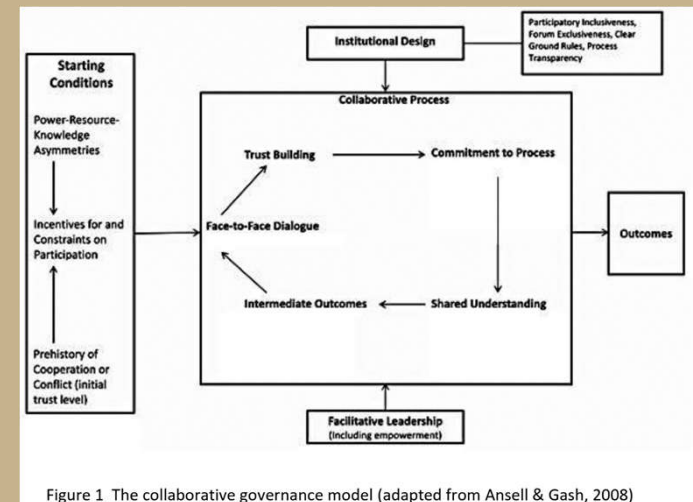 Participatory Inclusiveness,
Forum Exclusiveness, Clear
Ground Rules, Process
Transparency
Institutional Design
Starting
Conditions
Power-Resource-
Knowledge
Asymmetries
Incentives for and
Constraints on
Participation
Prehistory of
Cooperation or
Conflict (initial
trust level)
Collaborative Process
Trust Building
Commitment to Process
Face-to-Face Dialogue
Intermediate Outcomes
Shared Understanding
Outcomes
Facilitative Leadership
(including empowerment)
Figure 1 The collaborative governance model (adapted from Ansell & Gash, 2008)